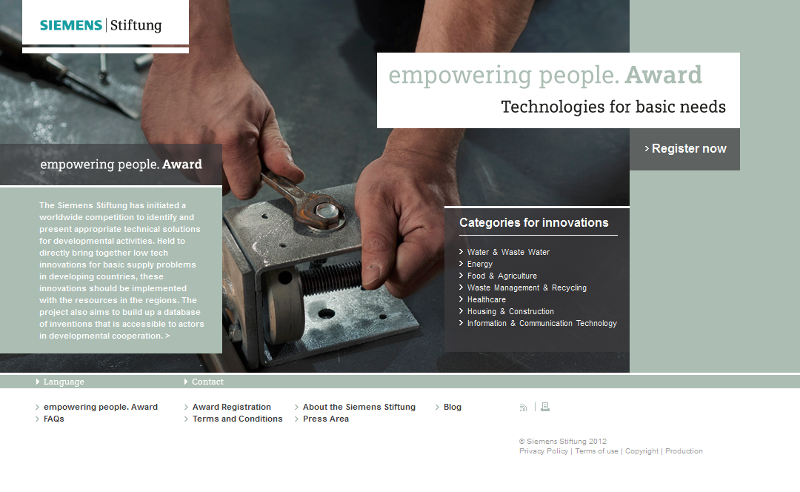 SIEMENS | Stiftung
empowering people. Award
Technologies for basic needs
> Register now
empowering people. Award
The Siemens Stiftung has initiated a
worldwide competition to identify and
present appropriate technical solutions
for developmental activities. Held to
directly bring together low tech
innovations for basic supply problems
in developing countries, these
innovations should be implemented
with the resources in the regions. The
project also aims to build up a database
of inventions that is accessible to actors
in developmental cooperation. >
Categories for innovations
> Water & Waste Water
> Energy
> Food & Agriculture
> Waste Management & Recycling
> Healthcare
> Housing & Construction
> Information & Communication Technology
Language
Contact
> empowering people. Award
> FAQs
> Award Registration
> Terms and Conditions
> About the Siemens Stiftung
> Press Area
> Blog
© Siemens Stiftung 2012
Privacy Policy | Terms of use | Copyright | Production